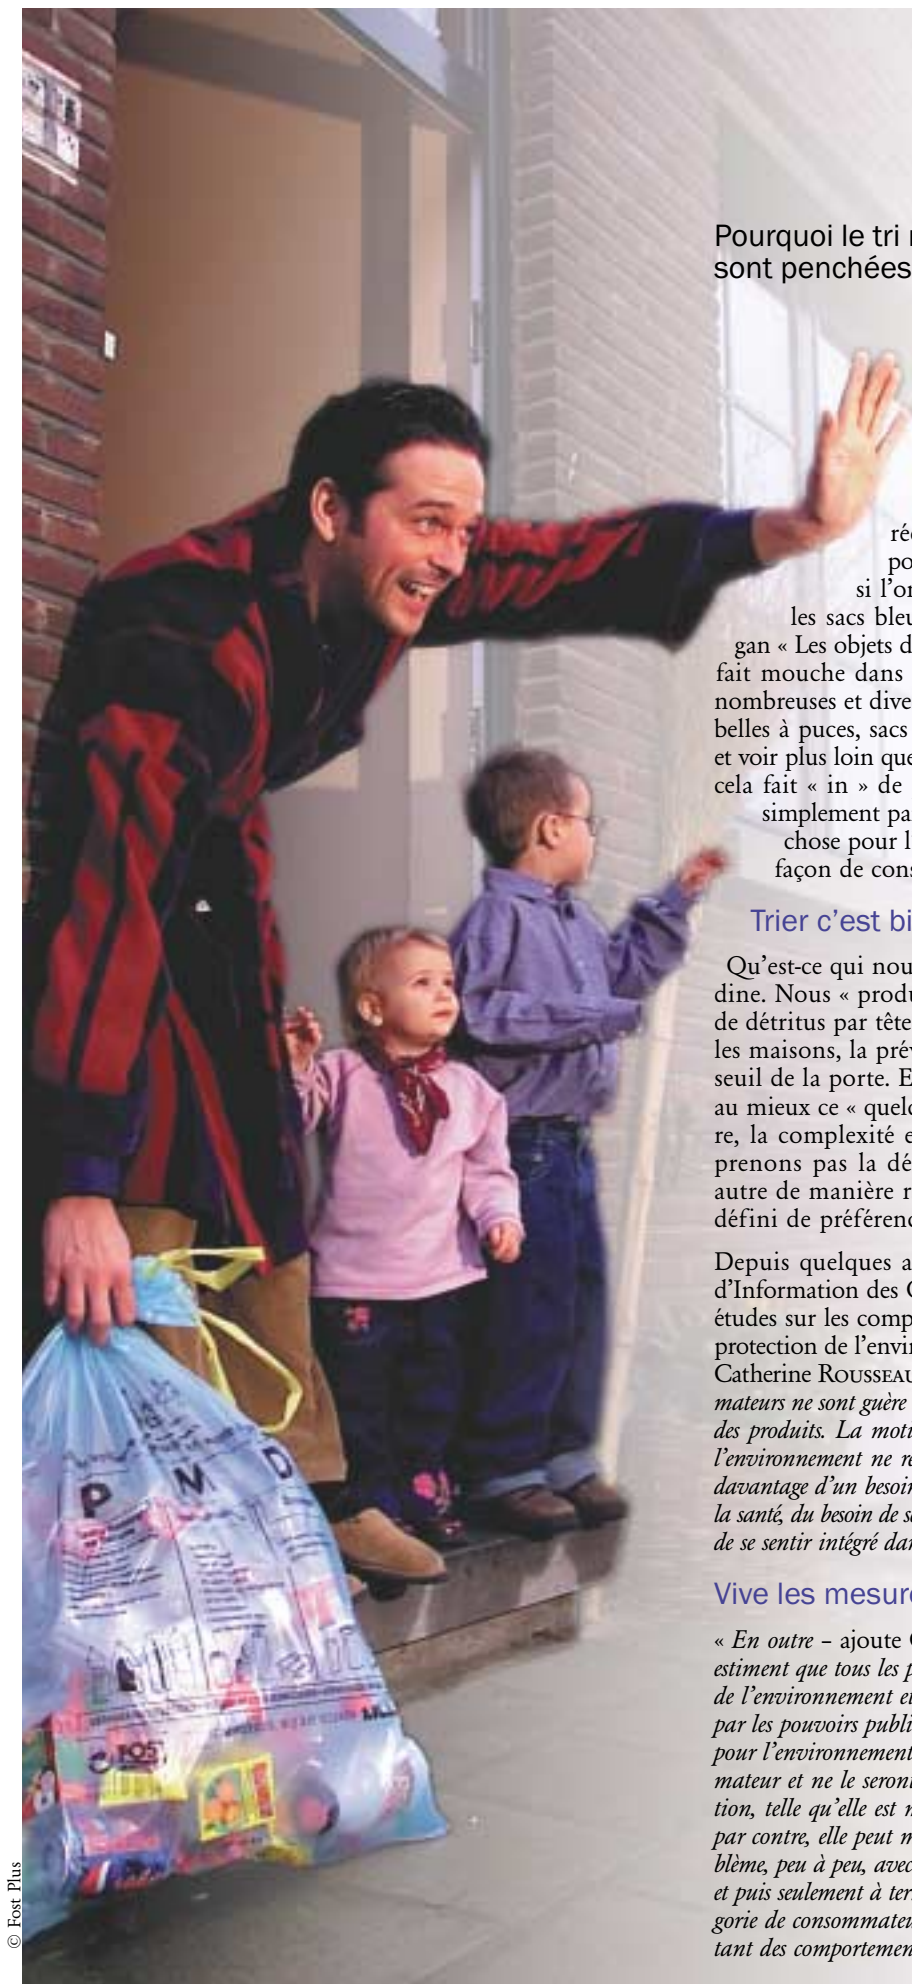 Pourquoi le tri
sont penchées
réc
po
si l'on
les sacs bleu
gan « Les objets d
fait mouche dans
nombreuses et dive
belles à puces, sacs
et voir plus loin que
cela fait « in » de
simplement pa
chose pour l
façon de cons
Trier c'est bi
Qu'est-ce qui nou
dine. Nous « produ
de détritus par tête
les maisons, la prév
seuil de la porte. E
au mieux ce « quelq
re, la complexité e
prenons pas la dé
autre de manière r
défini de préférenc
Depuis quelques a
d'Information des C
études sur les comp
protection de l'envir
Catherine ROUSSEAU
mateurs ne sont guère
des produits. La moti
l'environnement ne re
davantage d'un besoin
la santé, du besoin de se
de se sentir intégré dan
Vive les mesure
« En outre – ajoute C
estiment que tous les p
de l'environnement et
par les pouvoirs publi
pour l'environnement
mateur et ne le seront
tion, telle qu'elle est m
par contre, elle peut m
blème, peu à peu, avec
et puis seulement à ter
gorie de consommateu
tant des comportemen
P M D
FOST
© Fost Plus